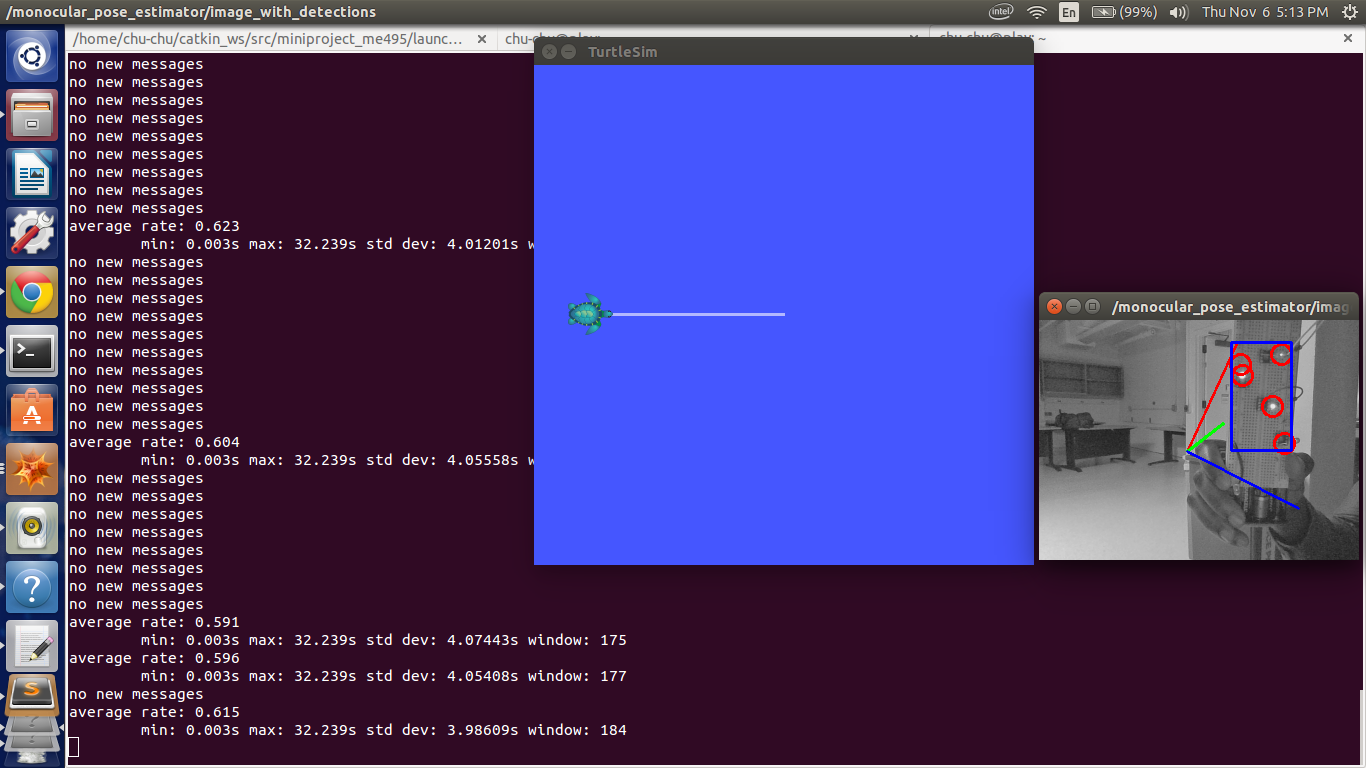 /monocular_pose_estimator/image_with_detections
intel
En
(99%)
Thu Nov 6 5:13 PM
/home/chu-chu/catkin_ws/src/miniproject_me495/launc...
chu-chu@play: ~
TurtleSim
no new messages
no new messages
no new messages
no new messages
no new messages
no new messages
no new messages
no new messages
no new messages
average rate: 0.623
min: 0.003s max: 32.239s std dev: 4.01201s w
no new messages
no new messages
no new messages
no new messages
no new messages
no new messages
no new messages
no new messages
no new messages
no new messages
average rate: 0.604
min: 0.003s max: 32.239s std dev: 4.05558s w
no new messages
no new messages
no new messages
no new messages
no new messages
no new messages
no new messages
no new messages
average rate: 0.591
min: 0.003s max: 32.239s std dev: 4.07443s window: 175
average rate: 0.596
min: 0.003s max: 32.239s std dev: 4.05408s window: 177
no new messages
average rate: 0.615
min: 0.003s max: 32.239s std dev: 3.98609s window: 184
/monocular_pose_estimator/imag